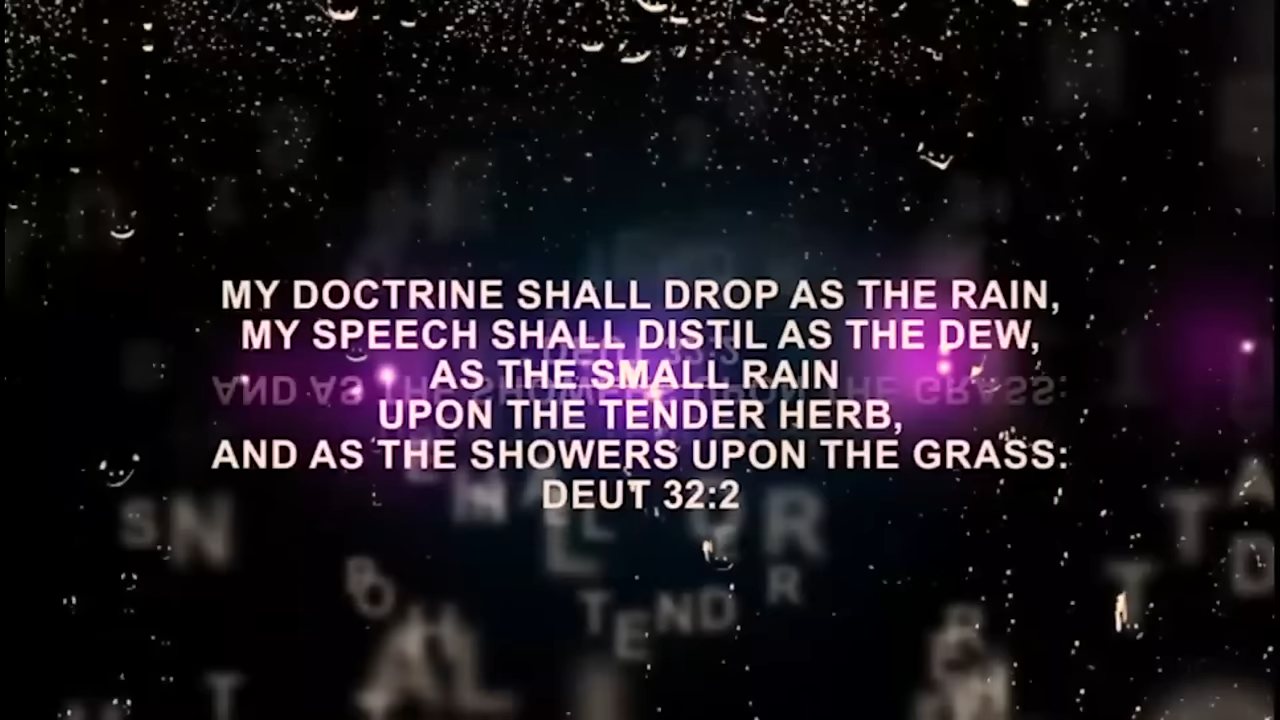 MY DOCTRINE SHALL DROP AS THE RAIN,
MY SPEECH SHALL DISTIL AS THE DEW,
AS THE SMALL RAIN
UPON THE TENDER HERB,
AND AS THE SHOWERS UPON THE GRASS:
DEUT 32:2